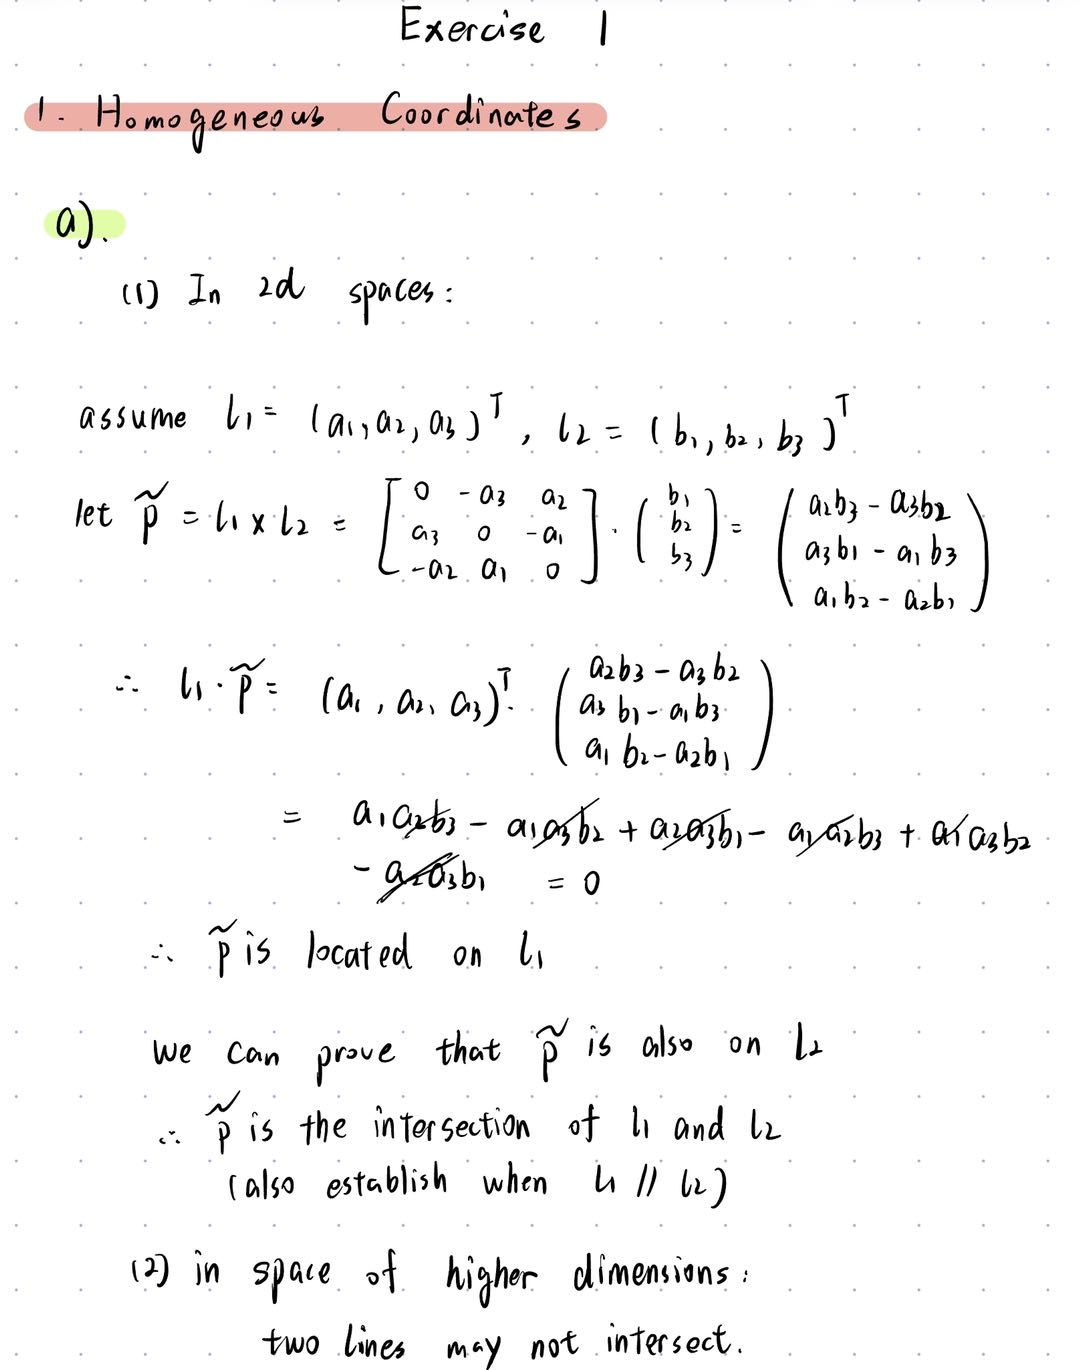 Exercise 1
1. Homogeneous Coordinates
a).
(1) In 2d spaces:
assume l₁ = (a₁, a₂, a₃)ᵀ, l₂ = (b₁, b₂, b₃)ᵀ
let p̃ = l₁ × l₂ = [0 -a₃ a₂; a₃ 0 -a₁; -a₂ a₁ 0] · (b₁; b₂; b₃) = (a₂b₃ - a₃b₂; a₃b₁ - a₁b₃; a₁b₂ - a₂b₁)
∴ l₁ · p̃ = (a₁, a₂, a₃)ᵀ · (a₂b₃ - a₃b₂; a₃b₁ - a₁b₃; a₁b₂ - a₂b₁)
= a₁a₂b₃ - a₁a₃b₂ + a₂a₃b₁ - a₁a₂b₃ + a₁a₃b₂
- a₂a₃b₁ = 0
∴ p̃ is located on l₁
we can prove that p̃ is also on l₂
∴ p̃ is the intersection of l₁ and l₂
(also establish when l₁ // l₂)
(2) in space of higher dimensions:
two lines may not intersect.